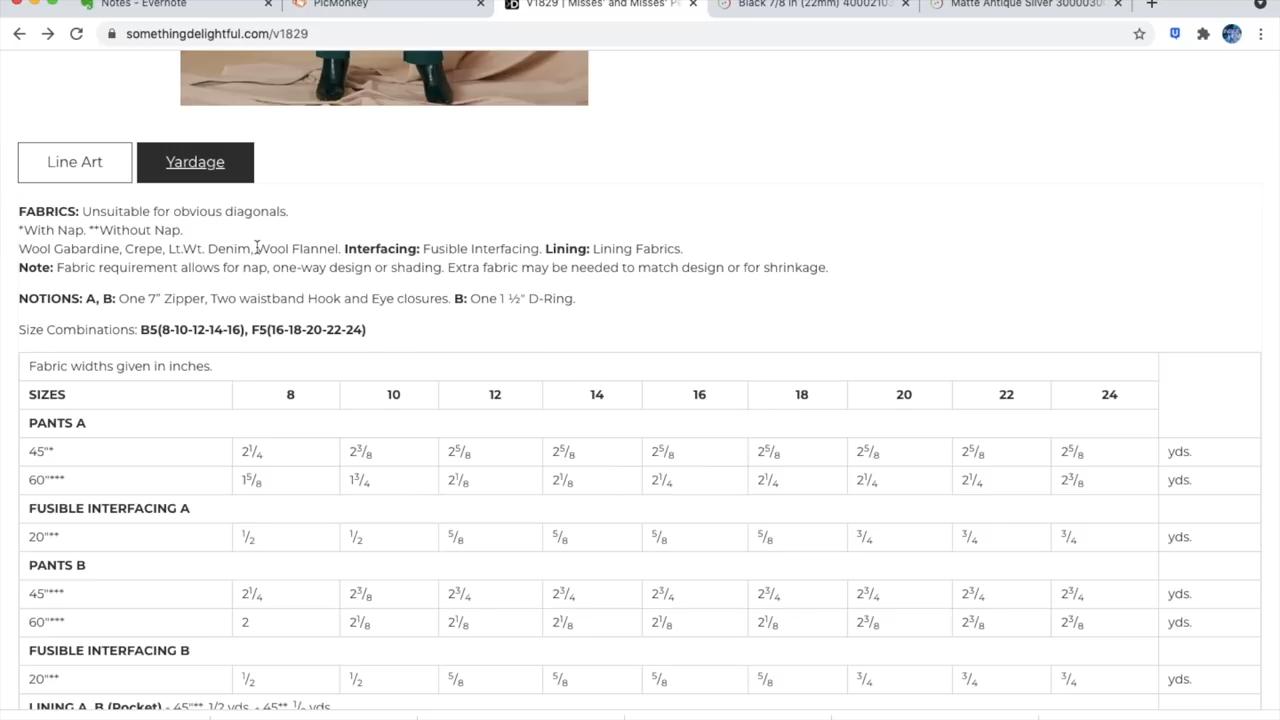 Notes - Evernote
PicMonkey
V1829 | Misses' and Misses' Pe
Black 7/8 in (22mm) 40002103
Matte Antique Silver 3000030
somethingdelightful.com/v1829
Line Art
Yardage
FABRICS: Unsuitable for obvious diagonals.
*With Nap. **Without Nap.
Wool Gabardine, Crepe, Lt.Wt. Denim, Wool Flannel. Interfacing: Fusible Interfacing. Lining: Lining Fabrics.
Note: Fabric requirement allows for nap, one-way design or shading. Extra fabric may be needed to match design or for shrinkage.
NOTIONS: A, B: One 7" Zipper, Two waistband Hook and Eye closures. B: One 1 ½" D-Ring.
Size Combinations: B5(8-10-12-14-16), F5(16-18-20-22-24)
Fabric widths given in inches.
SIZES 8 10 12 14 16 18 20 22 24
PANTS A
45"* 2¹/₄ 2³/₈ 2⁵/₈ 2⁵/₈ 2⁵/₈ 2⁵/₈ 2⁵/₈ 2⁵/₈ 2⁵/₈ yds.
60"*** 1⁵/₈ 1³/₄ 2¹/₈ 2¹/₈ 2¹/₄ 2¹/₄ 2¹/₄ 2¹/₄ 2³/₈ yds.
FUSIBLE INTERFACING A
20"** ¹/₂ ¹/₂ ⁵/₈ ⁵/₈ ⁵/₈ ⁵/₈ ³/₄ ³/₄ ³/₄ yds.
PANTS B
45"*** 2¹/₄ 2³/₈ 2³/₄ 2³/₄ 2³/₄ 2³/₄ 2³/₄ 2³/₄ 2³/₄ yds.
60"*** 2 2¹/₈ 2¹/₈ 2¹/₈ 2¹/₈ 2¹/₈ 2³/₈ 2³/₈ 2³/₈ yds.
FUSIBLE INTERFACING B
20"** ¹/₂ ¹/₂ ⁵/₈ ⁵/₈ ⁵/₈ ⁵/₈ ³/₄ ³/₄ ³/₄ yds.
LINING A, B (Pocket) - 45"**, 1/2 yds. - 45**, ¹/₂ yds.